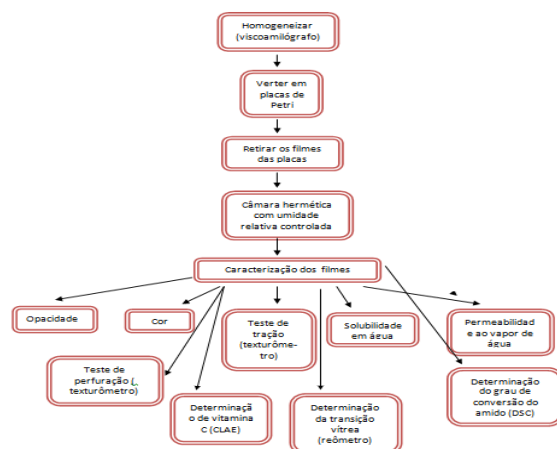 Homogeneizar
(viscoamilógrafo)
Verter em
placas de
Petri
Retirar os filmes
das placas
Câmara hermética
com umidade
relativa controlada
Caracterização dos filmes
Opacidade
Cor
Teste de
tração
(texturôme-
tro)
Solubilidade
em água
Permeabilidad
e ao vapor de
água
Teste de
perfuração (,
texturômetro)
Determinaçã
o de vitamina
C (CLAE)
Determinação
da transição
vítrea
(reômetro)
Determinação
do grau de
conversão do
amido (DSC)